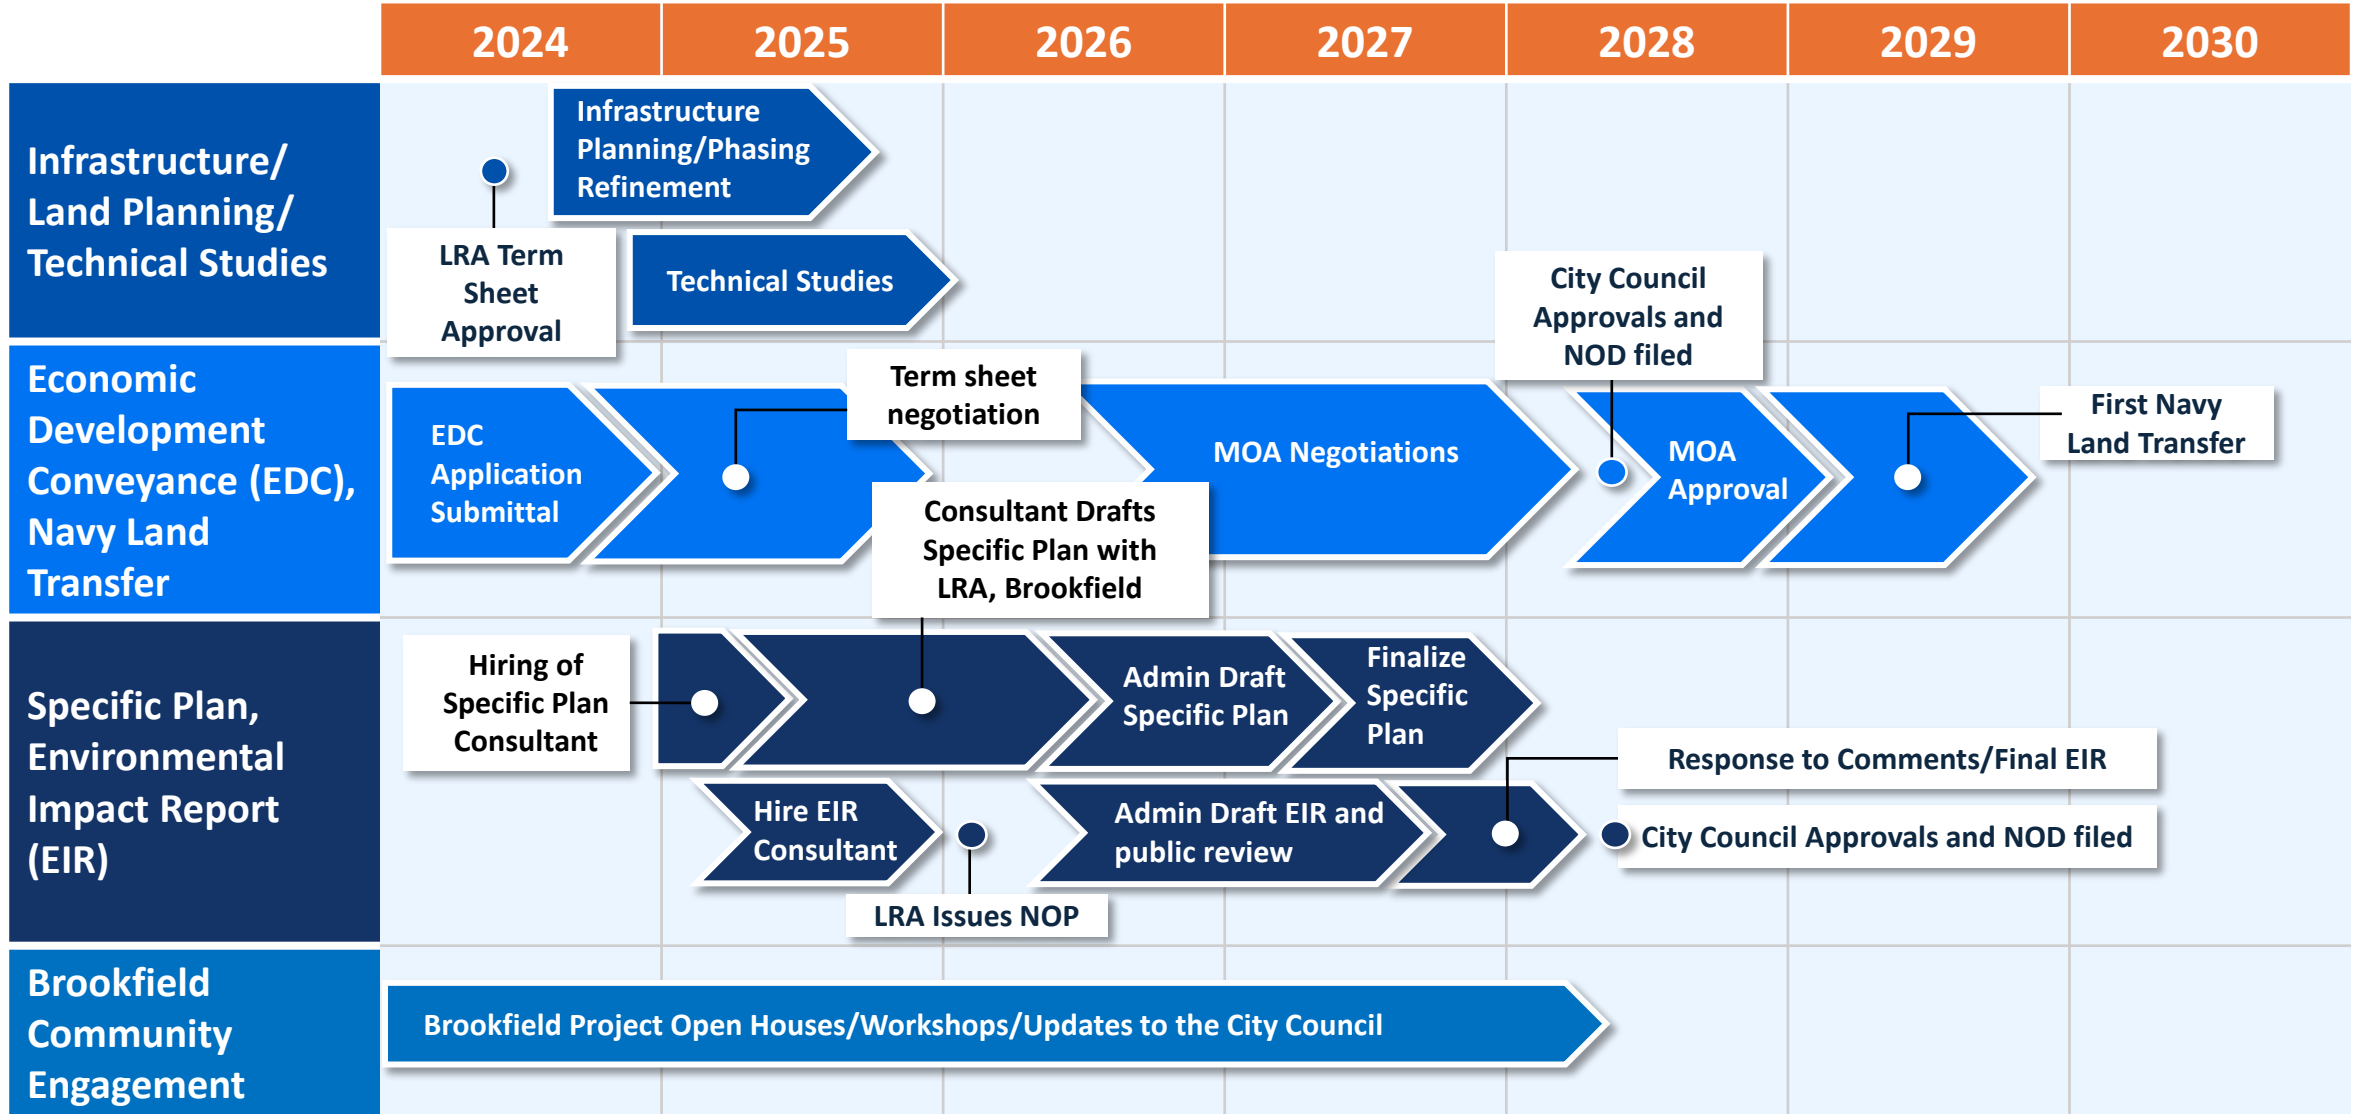 2024
2025
2026
2027
2028
2029
2030
Infrastructure/
Land Planning/
Technical Studies
Infrastructure
Planning/Phasing
Refinement
LRA Term
Sheet
Approval
Technical Studies
City Council
Approvals and
NOD filed
Economic
Development
Conveyance (EDC),
Navy Land
Transfer
EDC
Application
Submittal
Term sheet
negotiation
MOA Negotiations
MOA
Approval
First Navy
Land Transfer
Consultant Drafts
Specific Plan with
LRA, Brookfield
Specific Plan,
Environmental
Impact Report
(EIR)
Hiring of
Specific Plan
Consultant
Admin Draft
Specific Plan
Finalize
Specific
Plan
Response to Comments/Final EIR
Hire EIR
Consultant
Admin Draft EIR and
public review
City Council Approvals and NOD filed
LRA Issues NOP
Brookfield
Community
Engagement
Brookfield Project Open Houses/Workshops/Updates to the City Council